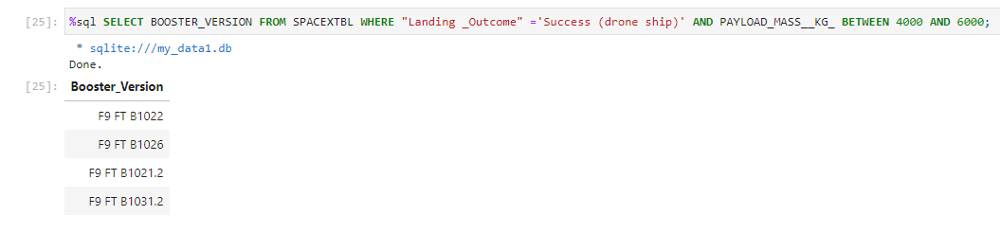 [25]: %sql SELECT BOOSTER_VERSION FROM SPACEXTBL WHERE "Landing _Outcome" ='Success (drone ship)' AND PAYLOAD_MASS__KG_ BETWEEN 4000 AND 6000;
* sqlite:///my_data1.db
Done.
[25]: Booster_Version
F9 FT B1022
F9 FT B1026
F9 FT B1021.2
F9 FT B1031.2